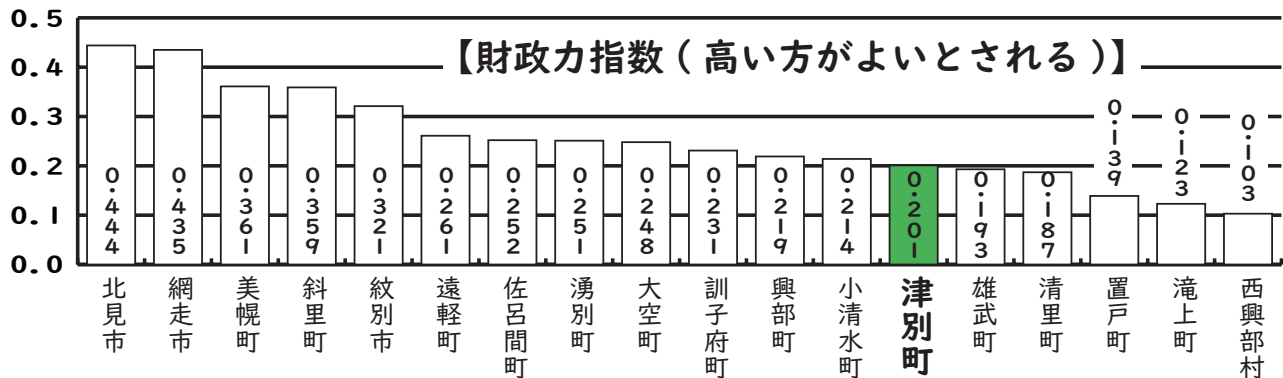 【財政力指数（高い方がよいとされる）】
0.5
0.4
0.3
0.2
0.1
0.0
0.444
0.435
0.361
0.359
0.321
0.261
0.252
0.251
0.248
0.231
0.219
0.214
0.201
0.193
0.187
0.139
0.123
0.103
北見市
網走市
美幌町
斜里町
紋別市
遠軽町
佐呂間町
湧別町
大空町
訓子府町
興部町
小清水町
津別町
雄武町
清里町
置戸町
滝上町
西興部村